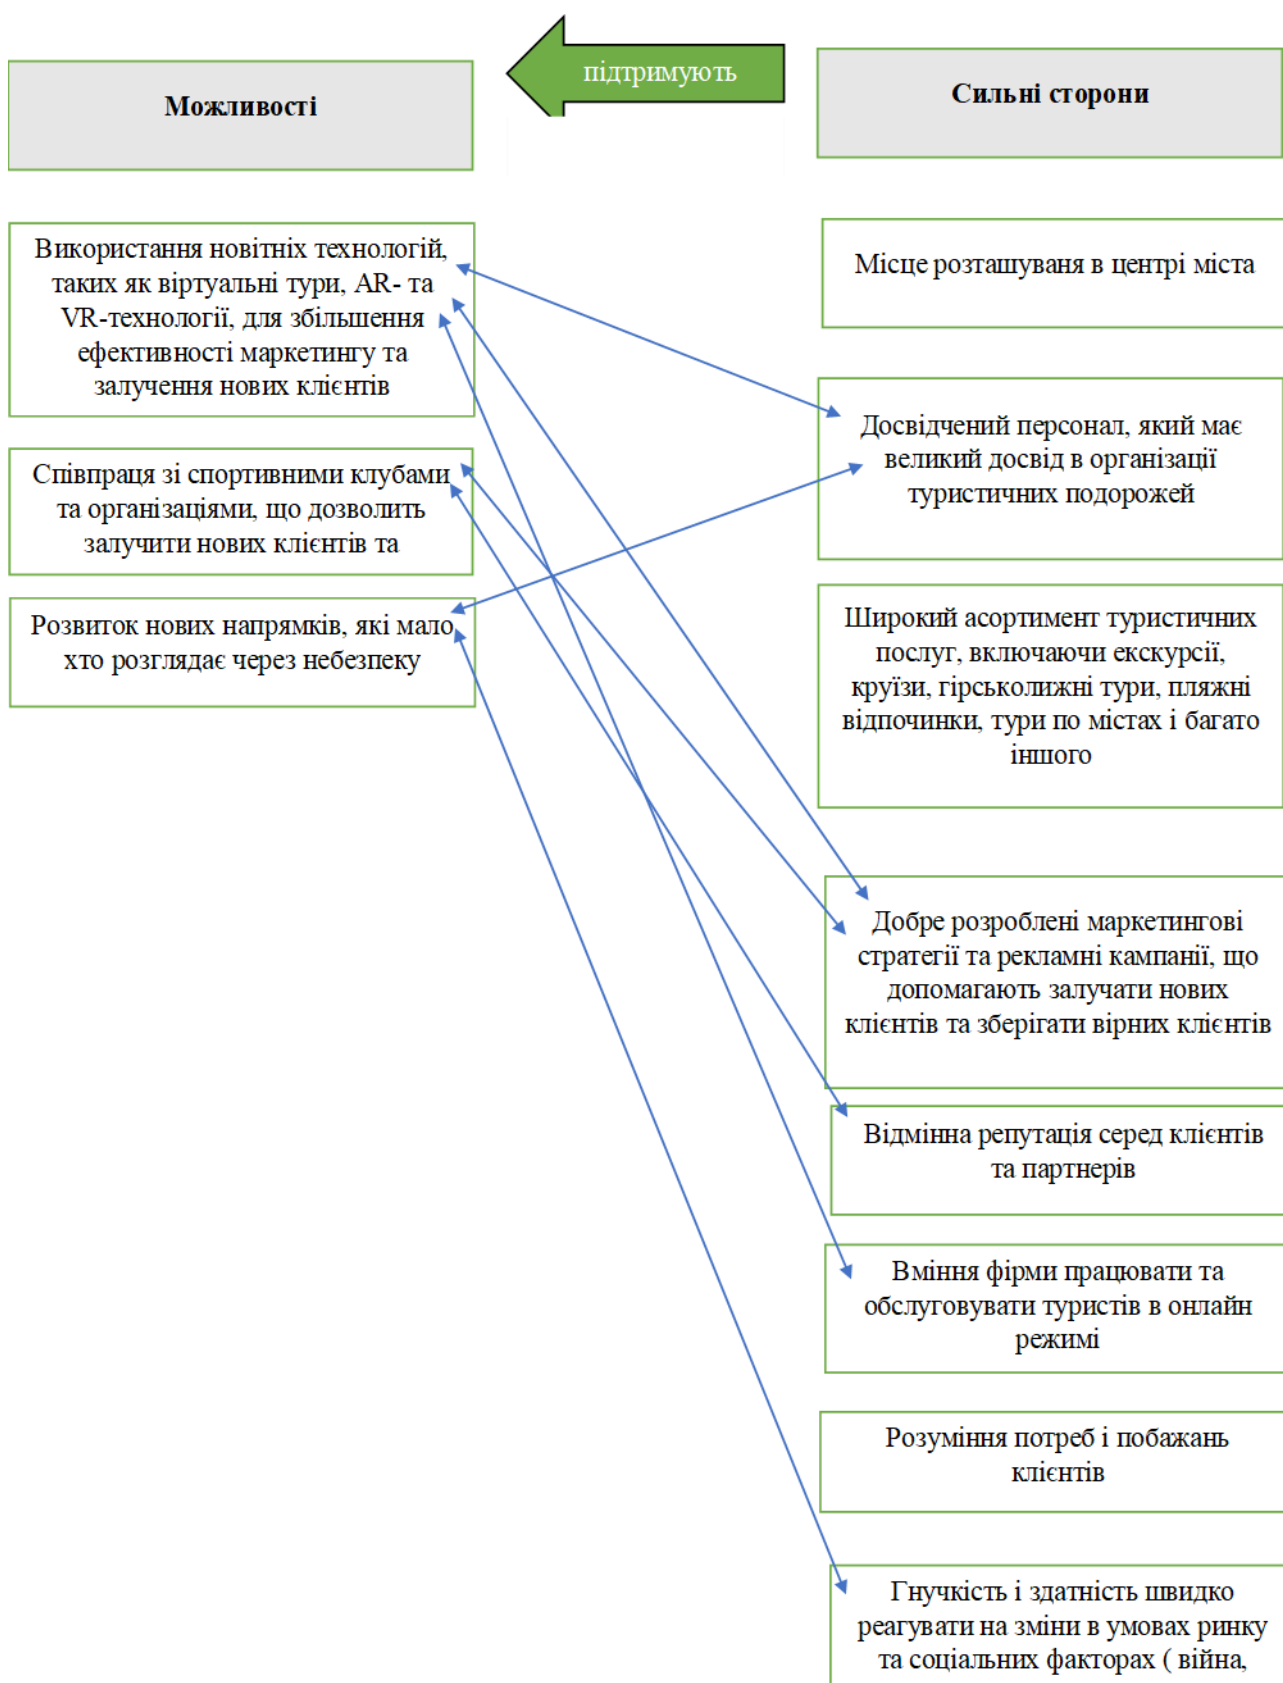 підтримують
Можливості
Сильні сторони
Використання новітніх технологій,
таких як віртуальні тури, AR- та
VR-технології, для збільшення
ефективності маркетингу та
залучення нових клієнтів
Співпраця зі спортивними клубами
та організаціями, що дозволить
залучити нових клієнтів та
Розвиток нових напрямків, які мало
хто розглядає через небезпеку
Місце розташуваня в центрі міста
Досвідчений персонал, який має
великий досвід в організації
туристичних подорожей
Широкий асортимент туристичних
послуг, включаючи екскурсії,
круїзи, гірськолижні тури, пляжні
відпочинки, тури по містах і багато
іншого
Добре розроблені маркетингові
стратегії та рекламні кампанії, що
допомагають залучати нових
клієнтів та зберігати вірних клієнтів
Відмінна репутація серед клієнтів
та партнерів
Вміння фірми працювати та
обслуговувати туристів в онлайн
режимі
Розуміння потреб і побажань
клієнтів
Гнучкість і здатність швидко
реагувати на зміни в умовах ринку
та соціальних факторах ( війна,